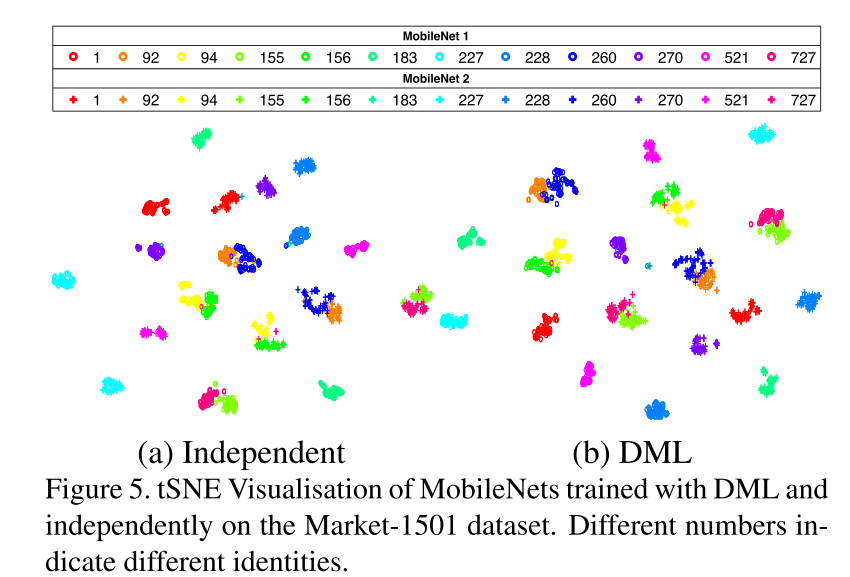 MobileNet 1
1 92 94 155 156 183 227 228 260 270 521 727
MobileNet 2
1 92 94 155 156 183 227 228 260 270 521 727
(a) Independent (b) DML
Figure 5. tSNE Visualisation of MobileNets trained with DML and
independently on the Market-1501 dataset. Different numbers in-
dicate different identities.